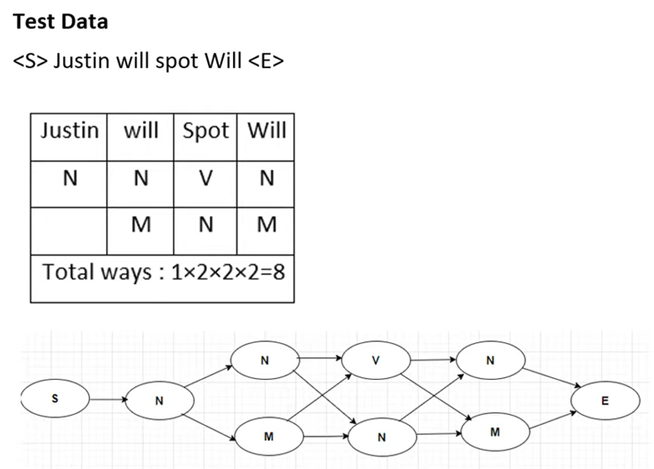 Test Data
<S> Justin will spot Will <E>
Justin will Spot Will
N N V N
M N M
Total ways : 1×2×2×2=8
N V N
S N E
M N M